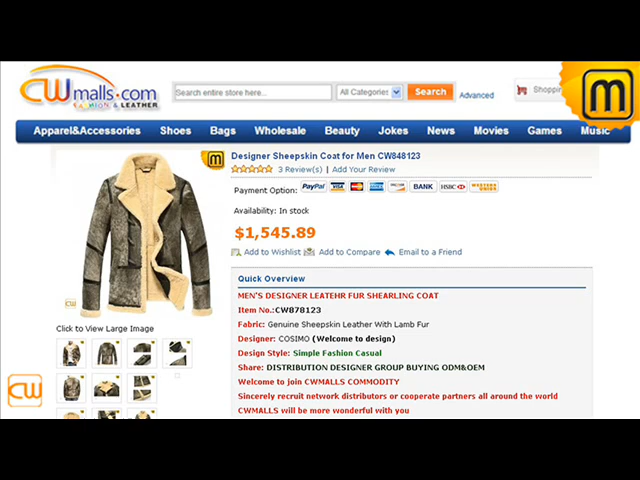 CWmalls.com
FASHION & LEATHER
Search entire store here...
All Categories
Search
Advanced
Shopping
M
Apparel&Accessories Shoes Bags Wholesale Beauty Jokes News Movies Games Music
M
Designer Sheepskin Coat for Men CW848123
3 Review(s) | Add Your Review
Payment Option: PayPal VISA BANK HSBC WESTERN UNION
Availability: In stock
$1,545.89
Add to Wishlist Add to Compare Email to a Friend
Quick Overview
MEN'S DESIGNER LEATEHR FUR SHEARLING COAT
Item No.:CW878123
Fabric: Genuine Sheepskin Leather With Lamb Fur
Designer: COSIMO (Welcome to design)
Design Style: Simple Fashion Casual
Share: DISTRIBUTION DESIGNER GROUP BUYING ODM&OEM
Welcome to join CWMALLS COMMODITY
Sincerely recruit network distributors or cooperate partners all around the world
CWMALLS will be more wonderful with you
CW
Click to View Large Image
CW